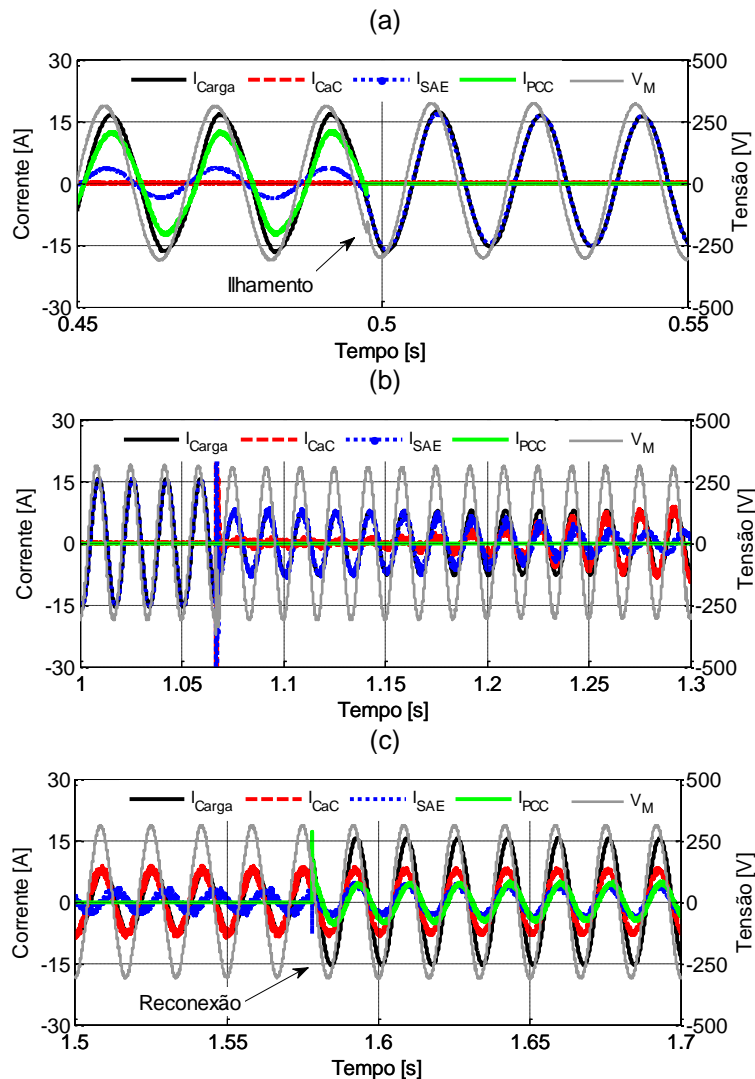 (a)
30
500
I_Carga I_CaC I_SAE I_PCC V_M
15
250
Corrente [A]
0
0
Tensão [V]
-15
-250
Ilhamento
-30
-500
0.45
0.5
0.55
Tempo [s]
(b)
30
500
I_Carga I_CaC I_SAE I_PCC V_M
15
250
Corrente [A]
0
0
Tensão [V]
-15
-250
-30
-500
1
1.05
1.1
1.15
1.2
1.25
1.3
Tempo [s]
(c)
30
500
I_Carga I_CaC I_SAE I_PCC V_M
15
250
Corrente [A]
0
0
Tensão [V]
-15
-250
Reconexão
-30
-500
1.5
1.55
1.6
1.65
1.7
Tempo [s]